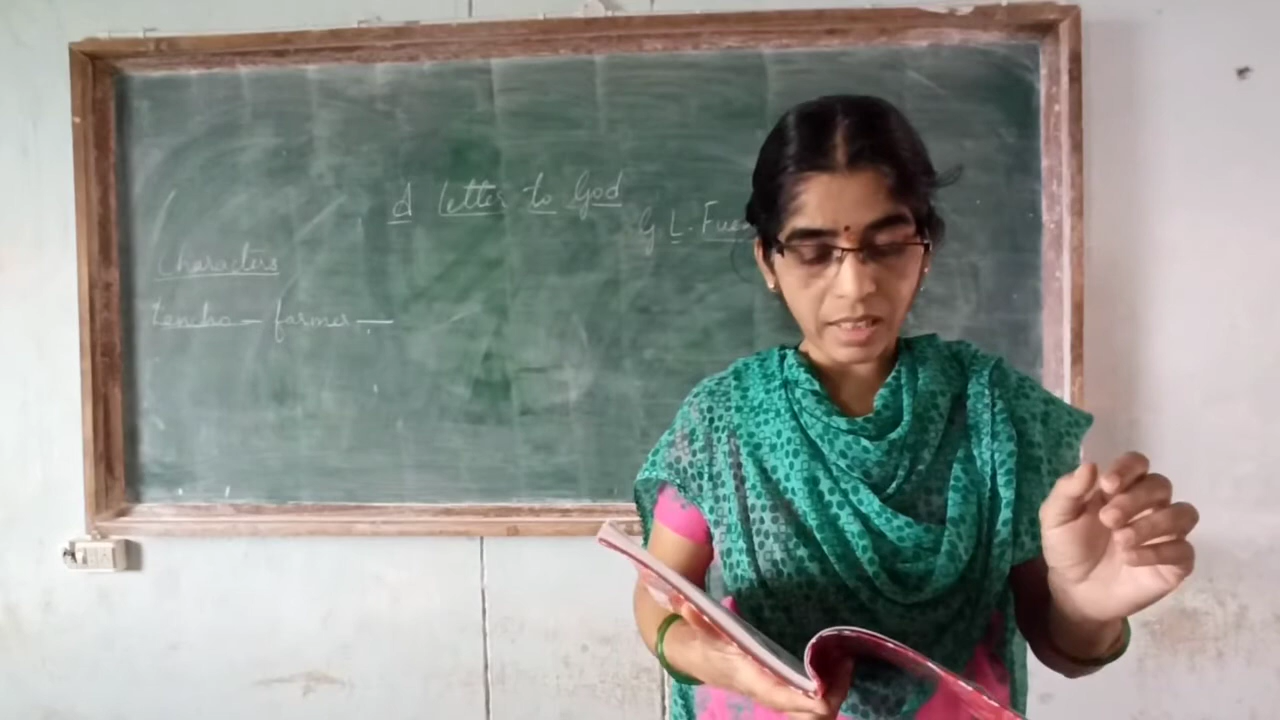 A Letter to God
G L. Fue
Characters
Lencho - farmer -